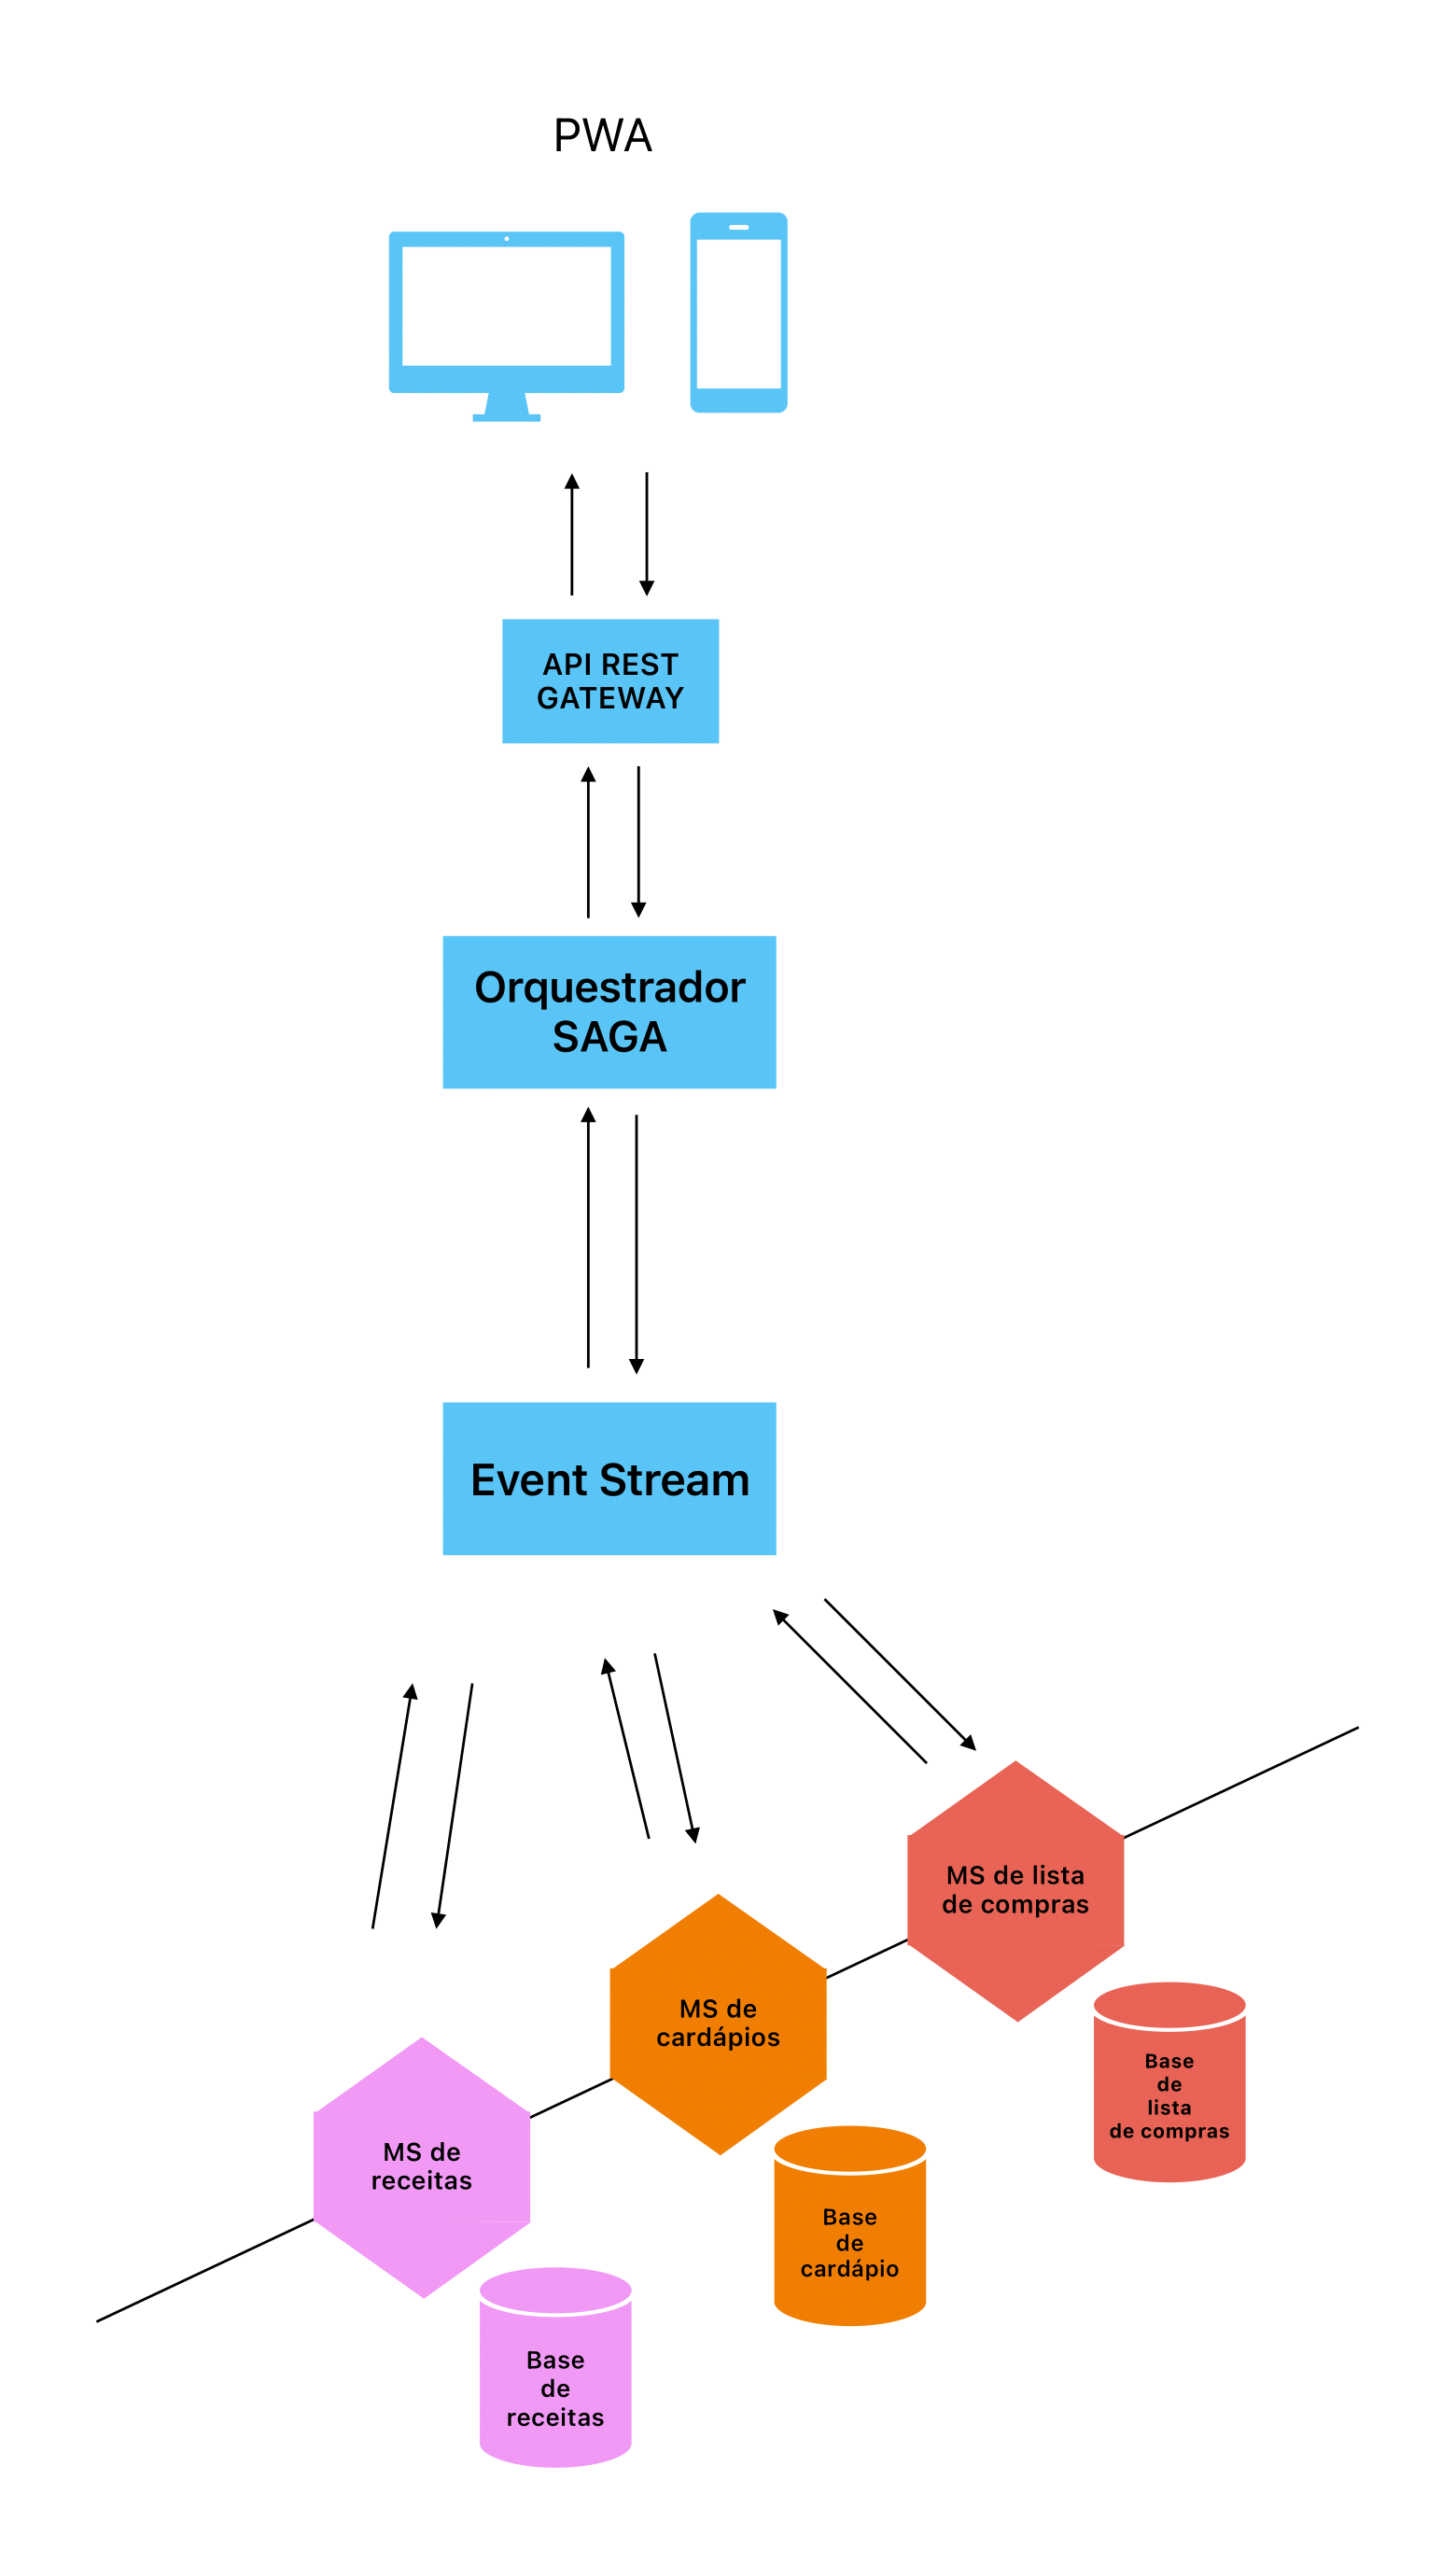 PWA
API REST
GATEWAY
Orquestrador
SAGA
Event Stream
MS de lista
de compras
MS de
cardápios
Base
de
lista
de compras
MS de
receitas
Base
de
cardápio
Base
de
receitas